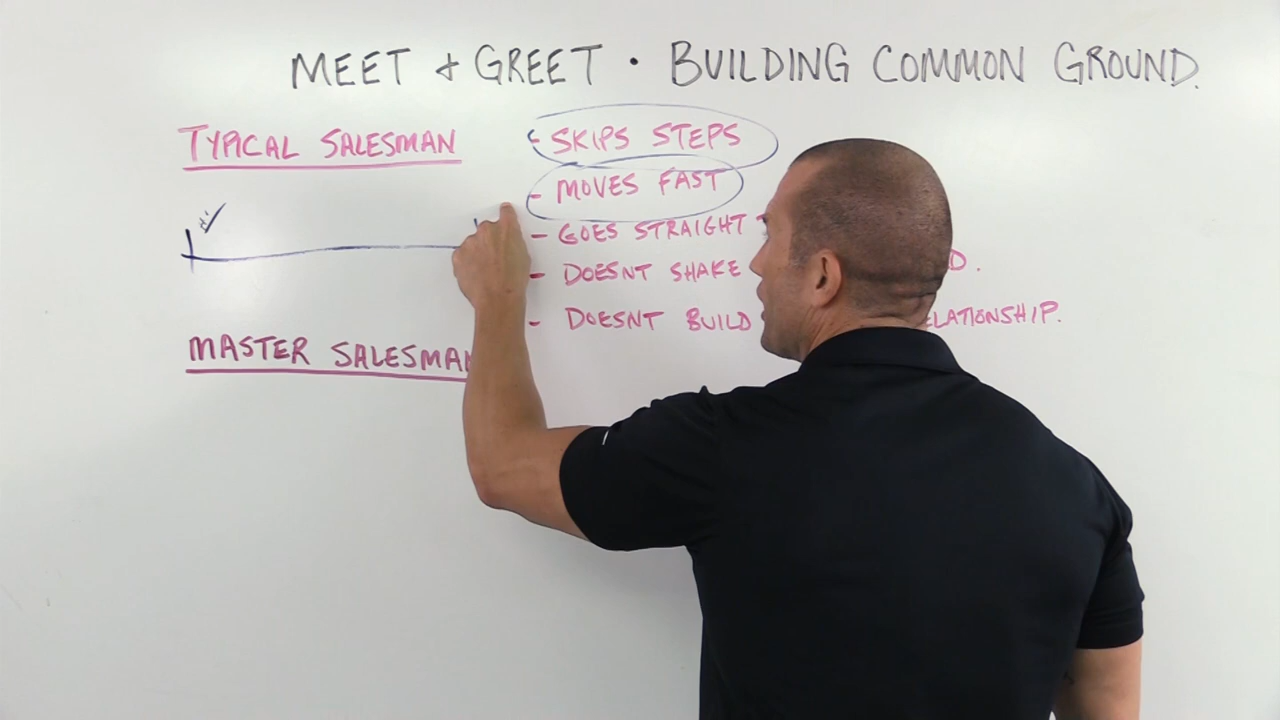 MEET & GREET · BUILDING COMMON GROUND.
TYPICAL SALESMAN
- SKIPS STEPS
- MOVES FAST
- GOES STRAIGHT
- DOESNT SHAKE
- DOESNT BUILD
MASTER SALESMAN